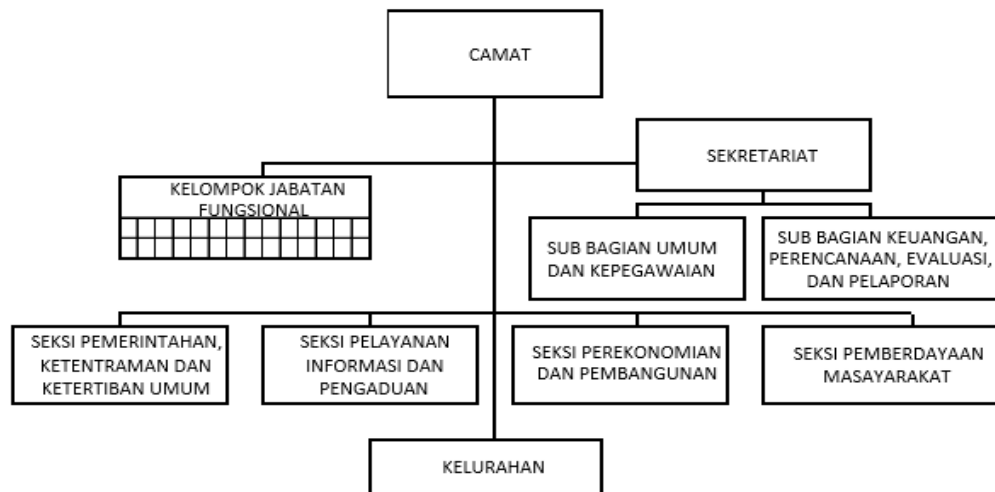 CAMAT
SEKRETARIAT
KELOMPOK JABATAN
FUNGSIONAL
SUB BAGIAN UMUM
DAN KEPEGAWAIAN
SUB BAGIAN KEUANGAN,
PERENCANAAN, EVALUASI,
DAN PELAPORAN
SEKSI PEMERINTAHAN,
KETENTRAMAN DAN
KETERTIBAN UMUM
SEKSI PELAYANAN
INFORMASI DAN
PENGADUAN
SEKSI PEREKONOMIAN
DAN PEMBANGUNAN
SEKSI PEMBERDAYAAN
MASAYARAKAT
KELURAHAN